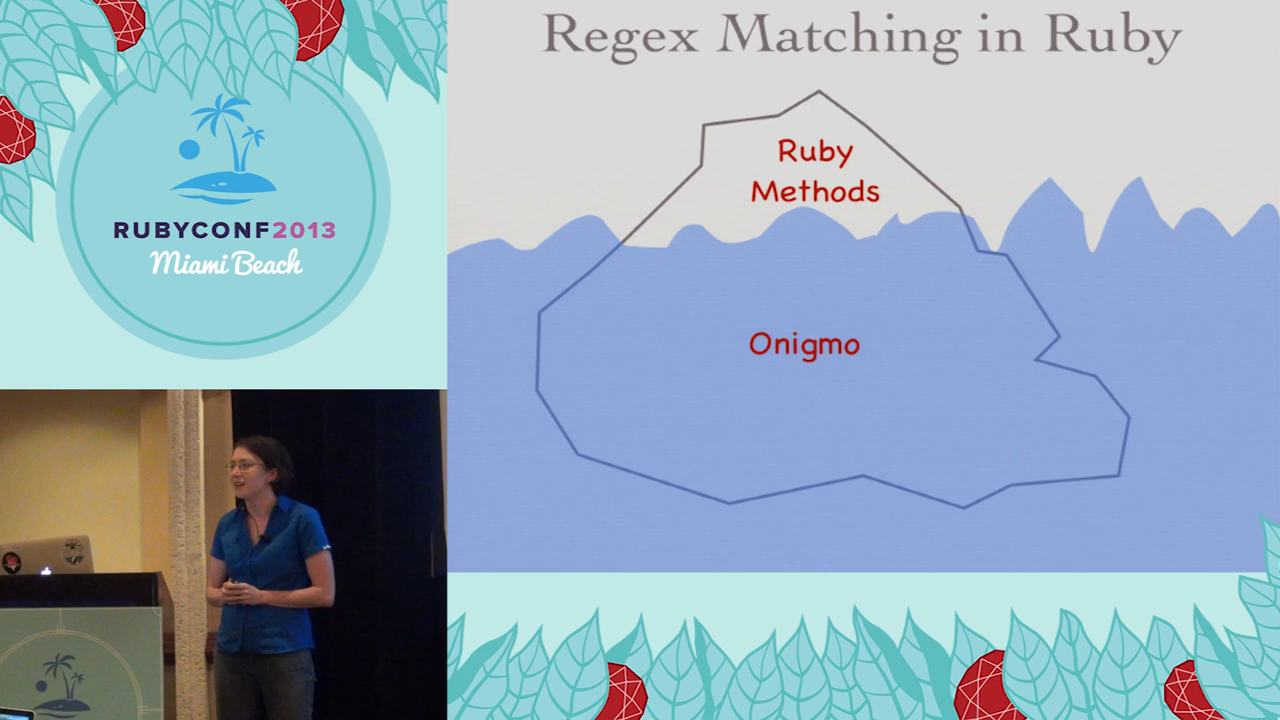 RUBYCONF2013
Miami Beach
Regex Matching in Ruby
Ruby
Methods
Onigmo